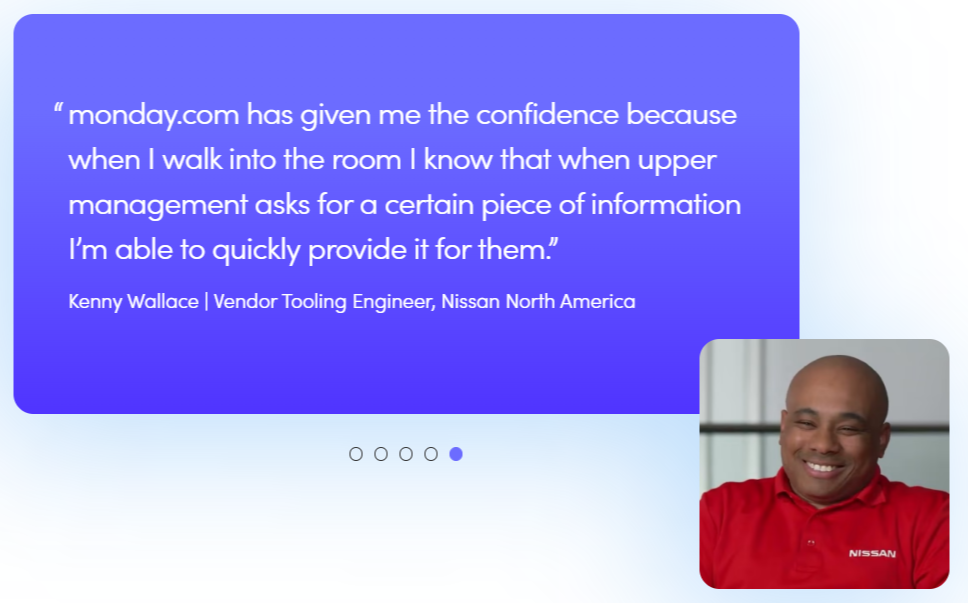 “ monday.com has given me the confidence because
when I walk into the room I know that when upper
management asks for a certain piece of information
I’m able to quickly provide it for them.”
Kenny Wallace | Vendor Tooling Engineer, Nissan North America
NISSAN